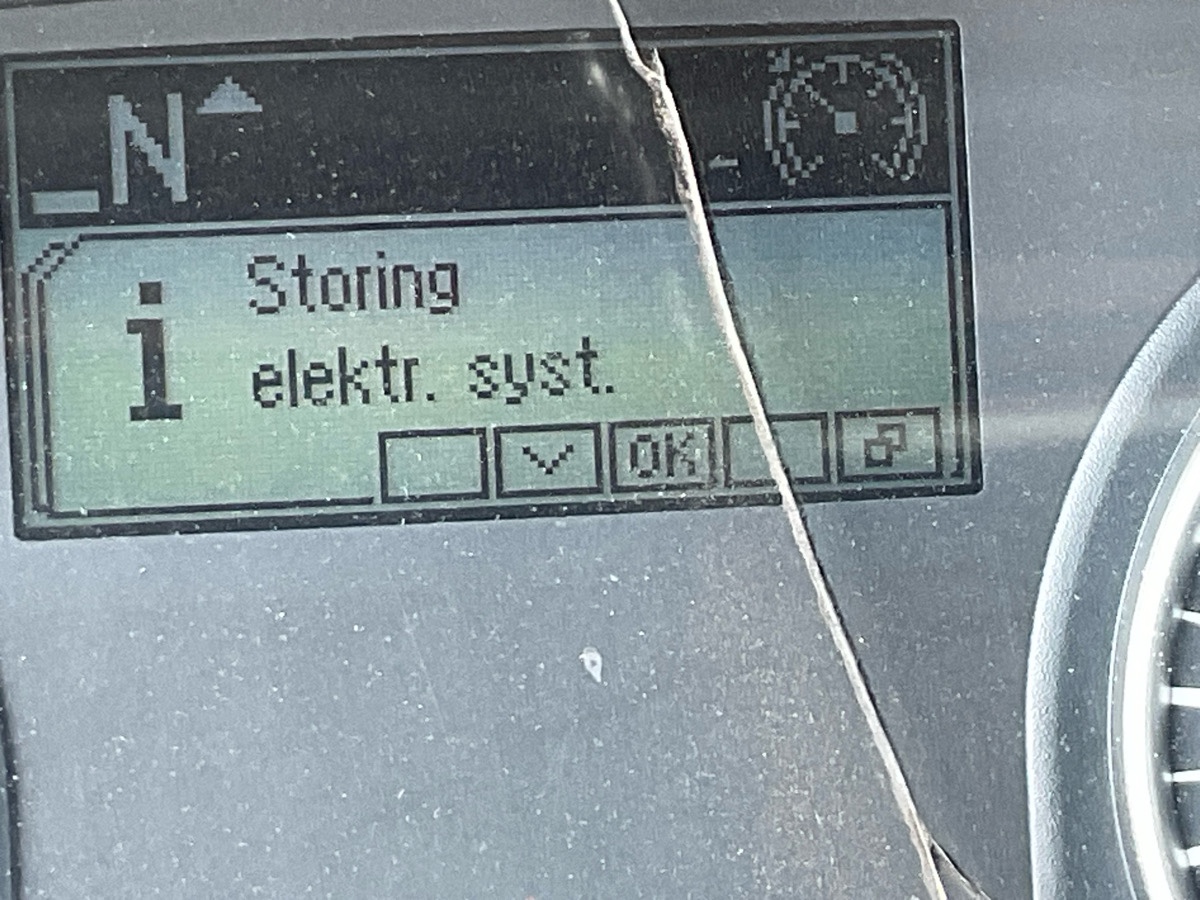 N
Storing
elektr. syst.
OK